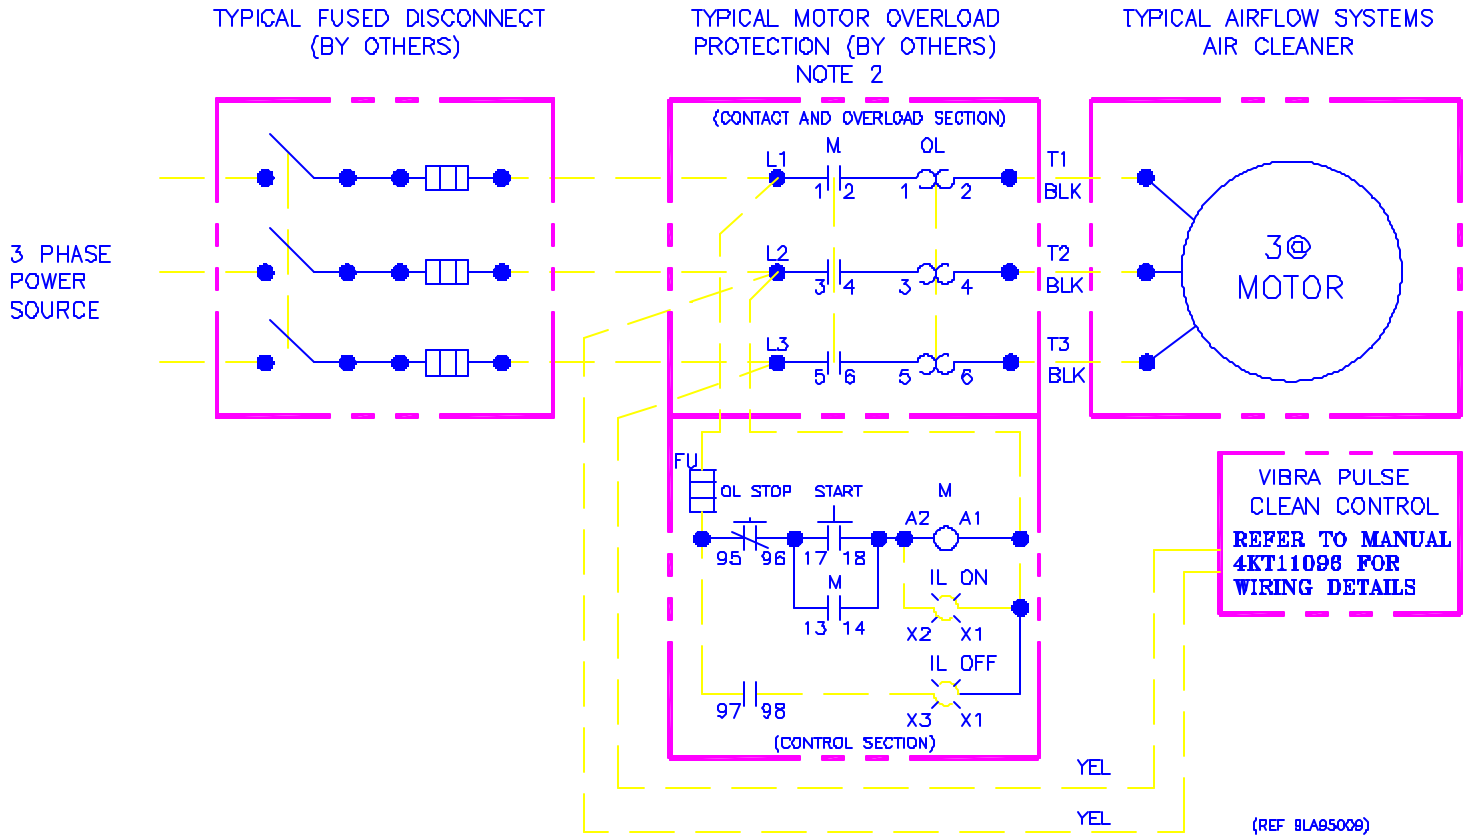 TYPICAL FUSED DISCONNECT
(BY OTHERS)
TYPICAL MOTOR OVERLOAD
PROTECTION (BY OTHERS)
NOTE 2
TYPICAL AIRFLOW SYSTEMS
AIR CLEANER
(CONTACT AND OVERLOAD SECTION)
M
OL
L1
1 2
1 2
T1
BLK
3 PHASE
POWER
SOURCE
L2
3 4
3 4
T2
BLK
3@
MOTOR
L3
5 6
5 6
T3
BLK
FU
OL STOP
START
M
A2
A1
95 96
17 18
M
13 14
IL ON
X2
X1
IL OFF
97 98
X3
X1
(CONTROL SECTION)
VIBRA PULSE
CLEAN CONTROL
REFER TO MANUAL
4KT11096 FOR
WIRING DETAILS
YEL
YEL
(REF